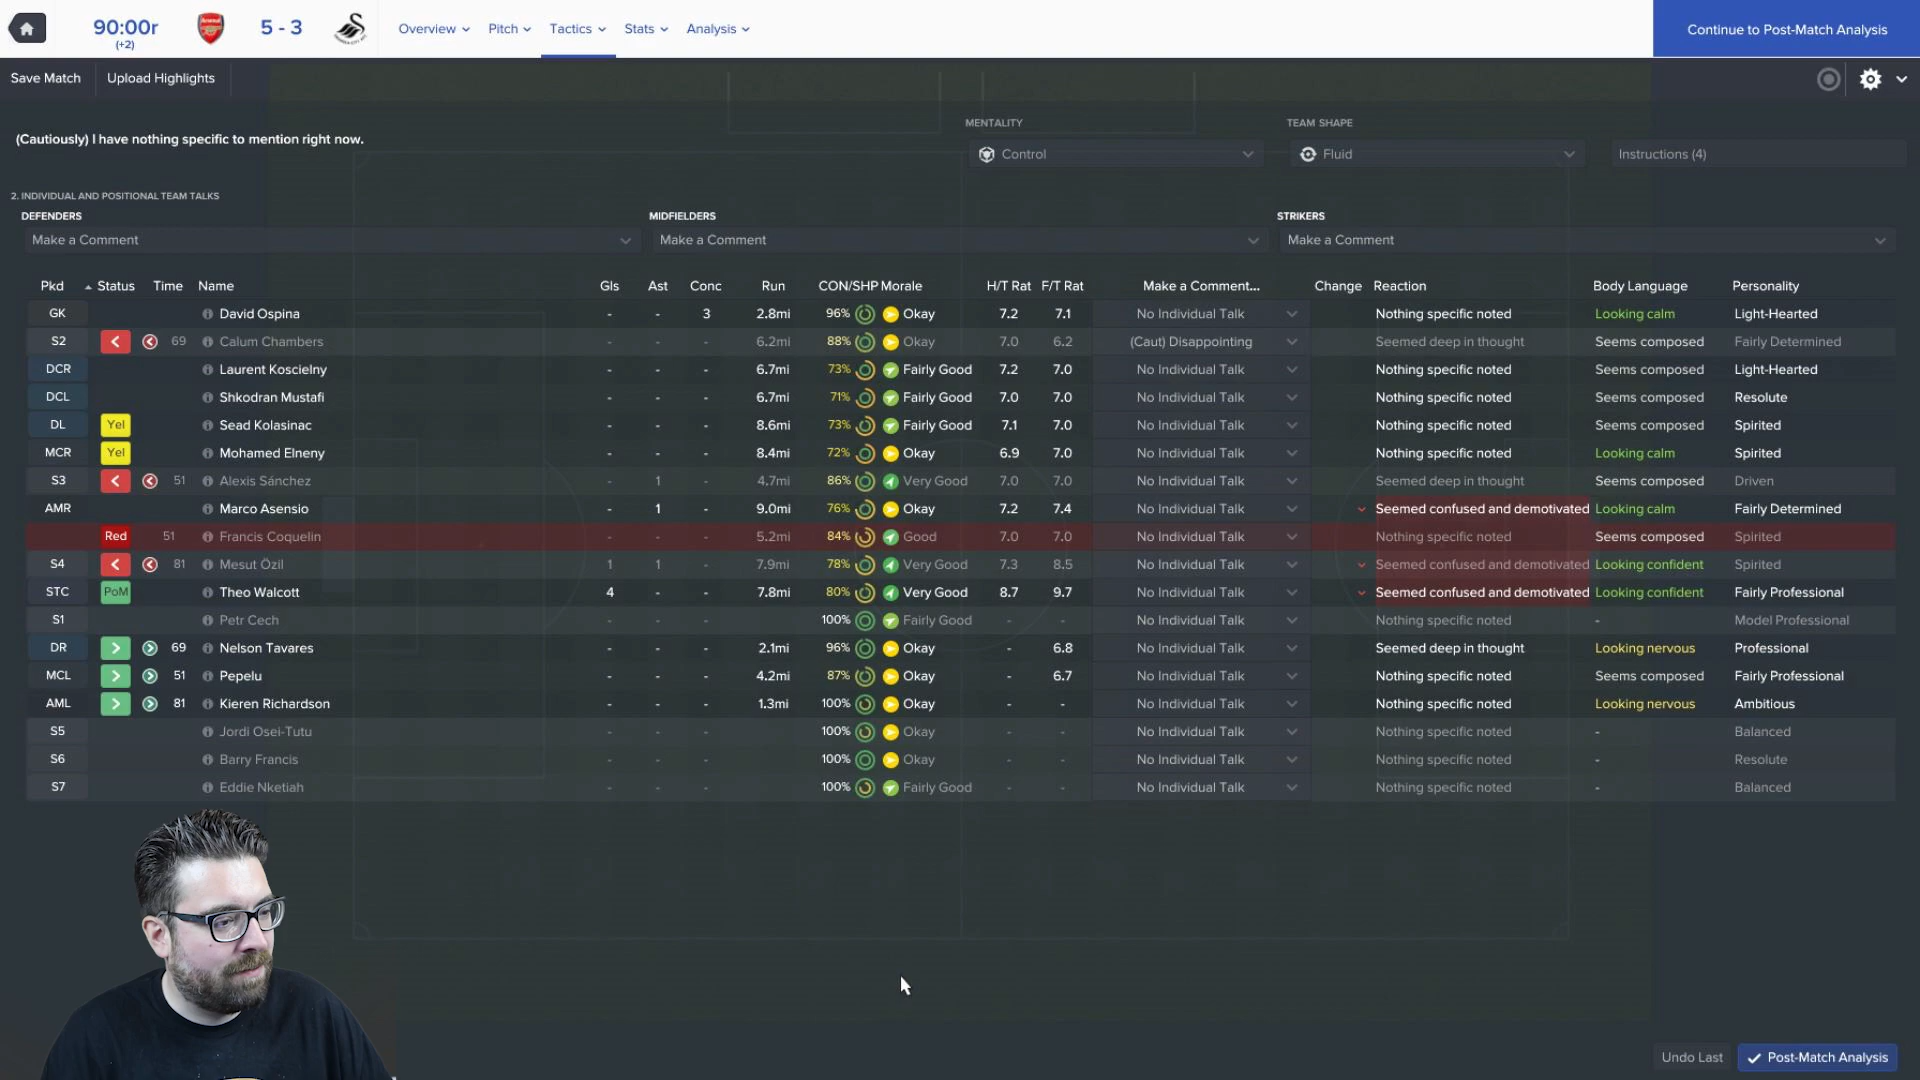 90:00r
(+2)
5 - 3
Overview
Pitch
Tactics
Stats
Analysis
Continue to Post-Match Analysis
Save Match
Upload Highlights
(Cautiously) I have nothing specific to mention right now.
MENTALITY
Control
TEAM SHAPE
Fluid
Instructions (4)
2. INDIVIDUAL AND POSITIONAL TEAM TALKS
DEFENDERS MIDFIELDERS STRIKERS
Make a Comment Make a Comment Make a Comment
Pkd Status Time Name Gls Ast Conc Run CON/SHP Morale H/T Rat F/T Rat Make a Comment... Change Reaction Body Language Personality
GK David Ospina - - 3 2.8mi 96% Okay 7.2 7.1 No Individual Talk Nothing specific noted Looking calm Light-Hearted
S2 69 Calum Chambers - - - 6.2mi 88% Okay 7.0 6.2 (Caut) Disappointing Seemed deep in thought Seems composed Fairly Determined
DCR Laurent Koscielny - - - 6.7mi 73% Fairly Good 7.2 7.0 No Individual Talk Nothing specific noted Seems composed Light-Hearted
DCL Shkodran Mustafi - - - 6.7mi 71% Fairly Good 7.0 7.0 No Individual Talk Nothing specific noted Seems composed Resolute
DL Yel Sead Kolasinac - - - 8.6mi 73% Fairly Good 7.1 7.0 No Individual Talk Nothing specific noted Seems composed Spirited
MCR Yel Mohamed Elneny - - - 8.4mi 72% Okay 6.9 7.0 No Individual Talk Nothing specific noted Looking calm Spirited
S3 51 Alexis Sánchez - 1 - 4.7mi 86% Very Good 7.0 7.0 No Individual Talk Seemed deep in thought Seems composed Driven
AMR Marco Asensio - 1 - 9.0mi 76% Okay 7.2 7.4 No Individual Talk Seemed confused and demotivated Looking calm Fairly Determined
Red 51 Francis Coquelin - - - 5.2mi 84% Good 7.0 7.0 No Individual Talk Nothing specific noted Seems composed Spirited
S4 81 Mesut Özil 1 1 - 7.9mi 78% Very Good 7.3 8.5 No Individual Talk Seemed confused and demotivated Looking confident Spirited
STC PoM Theo Walcott 4 - - 7.8mi 80% Very Good 8.7 9.7 No Individual Talk Seemed confused and demotivated Looking confident Fairly Professional
S1 Petr Cech - - - 100% Fairly Good - - No Individual Talk Nothing specific noted - Model Professional
DR 69 Nelson Tavares - - - 2.1mi 96% Okay - 6.8 No Individual Talk Seemed deep in thought Looking nervous Professional
MCL 51 Pepelu - - - 4.2mi 87% Okay - 6.7 No Individual Talk Nothing specific noted Seems composed Fairly Professional
AML 81 Kieren Richardson - - - 1.3mi 100% Okay - - No Individual Talk Nothing specific noted Looking nervous Ambitious
S5 Jordi Osei-Tutu - - - 100% Okay - - No Individual Talk Nothing specific noted - Balanced
S6 Barry Francis - - - 100% Okay - - No Individual Talk Nothing specific noted - Resolute
S7 Eddie Nketiah - - - 100% Fairly Good - - No Individual Talk Nothing specific noted - Balanced
Undo Last
Post-Match Analysis